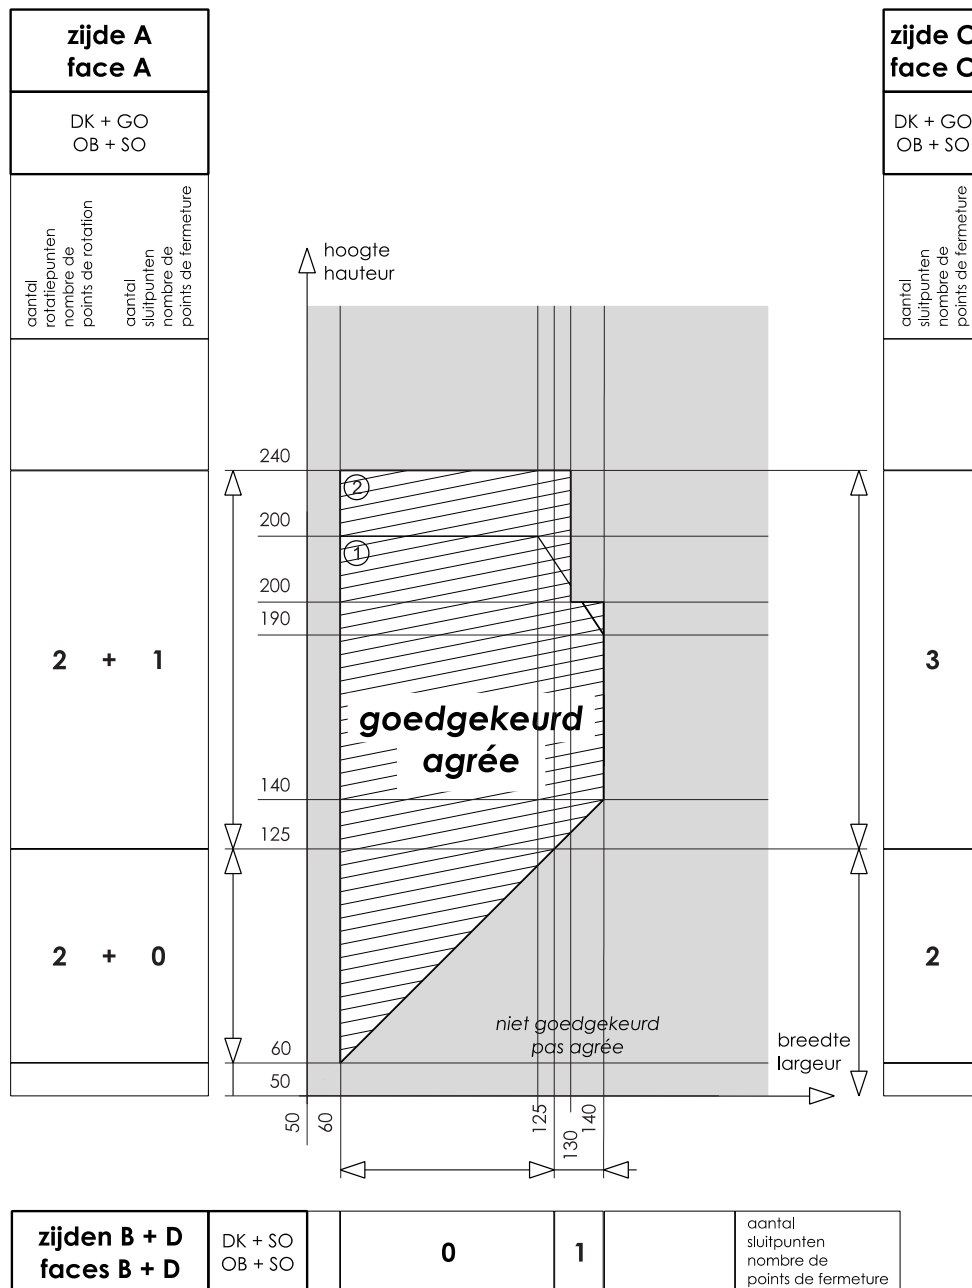 zijde A
face A
DK + GO
OB + SO
aantal
rotatiepunten
nombre de
points de rotation
aantal
sluitpunten
nombre de
points de fermeture
zijde C
face C
DK + GO
OB + SO
aantal
sluitpunten
nombre de
points de fermeture
hoogte
hauteur
240
200
200
190
140
125
60
50
2
1
2 + 1
2 + 0
3
2
goedgekeurd
agrée
niet goedgekeurd
pas agrée
breedte
largeur
50
60
125
130
140
zijden B + D
faces B + D
DK + SO
OB + SO
0
1
aantal
sluitpunten
nombre de
points de fermeture